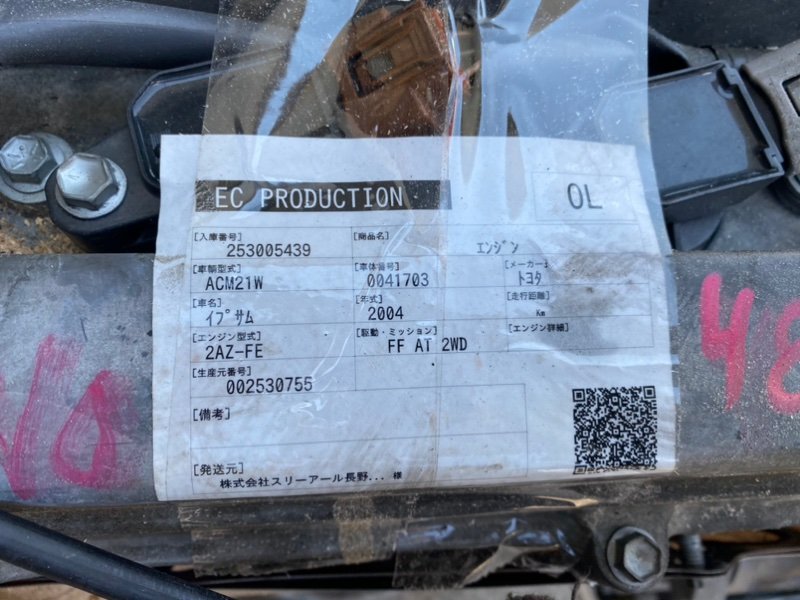 EC PRODUCTION
OL
[入庫番号] 253005439
[商品名] エンジン
[車輌型式] ACM21W
[車体番号] 0041703
[メーカー] トヨタ
[車名] イプサム
[年式] 2004
[走行距離] Km
[エンジン型式] 2AZ-FE
[駆動・ミッション] FF AT 2WD
[エンジン詳細]
[生産元番号] 002530755
[備考]
[発送元]
株式会社スリーアール長野... 様
48